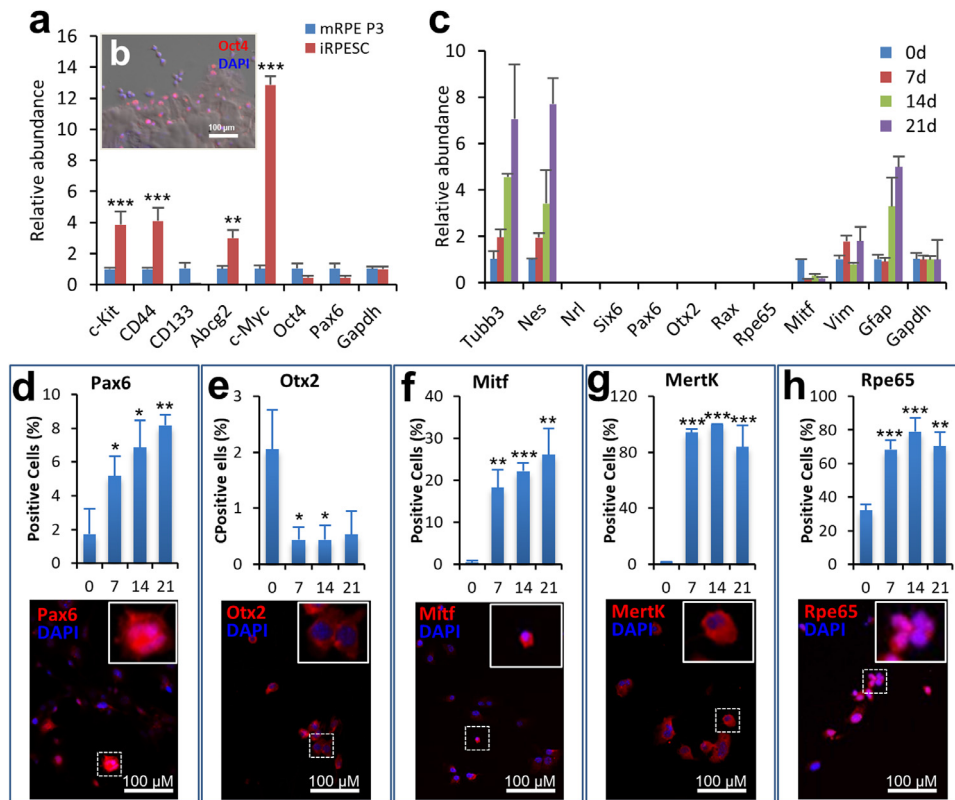 a
mRPE P3
iRPESC
Relative abundance
16
14
12
10
8
6
4
2
0
b
Oct4
DAPI
100 µm
*** *** ** ***
c-Kit CD44 CD133 Abcg2 c-Myc Oct4 Pax6 Gapdh
c
0d
7d
14d
21d
Relative abundance
10
8
6
4
2
0
Tubb3 Nes Nrl Six6 Pax6 Otx2 Rax Rpe65 Mitf Vim Gfap Gapdh
d
Pax6
Positive Cells (%)
10
8
6
4
2
0
* * **
0 7 14 21
Pax6
DAPI
100 µM
e
Otx2
CPositive ells (%)
3
2
1
0
* *
0 7 14 21
Otx2
DAPI
100 µM
f
Mitf
Positive Cells (%)
40
30
20
10
0
** *** **
0 7 14 21
Mitf
DAPI
100 µM
g
MertK
Positive Cells (%)
120
80
40
0
*** *** ***
0 7 14 21
MertK
DAPI
100 µM
h
Rpe65
Positive Cells (%)
100
80
60
40
20
0
*** *** **
0 7 14 21
Rpe65
DAPI
100 µM